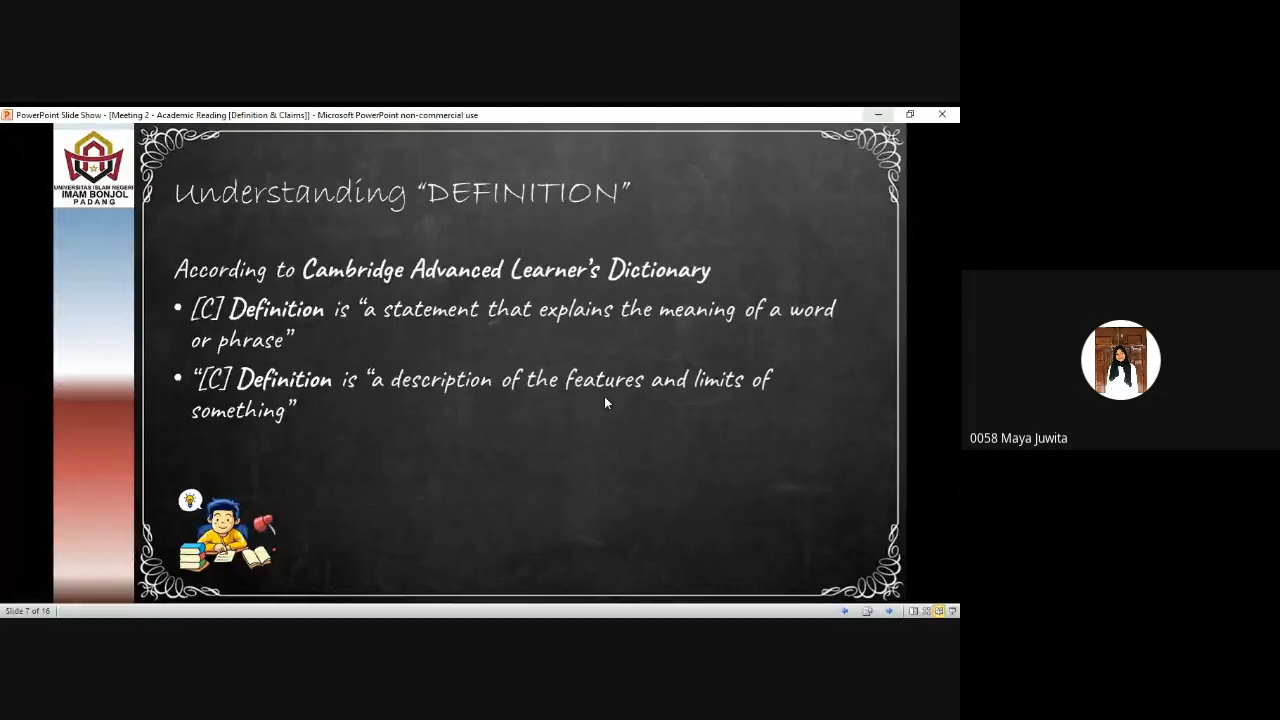 PowerPoint Slide Show - [Meeting 2 - Academic Reading [Definition & Claims]] - Microsoft PowerPoint non-commercial use
UNIVERSITAS ISLAM NEGERI
IMAM BONJOL
PADANG
Understanding “DEFINITION”
According to Cambridge Advanced Learner’s Dictionary
• [C] Definition is “a statement that explains the meaning of a word
or phrase”
• “[C] Definition is “a description of the features and limits of
something”
0058 Maya Juwita
Slide 7 of 16